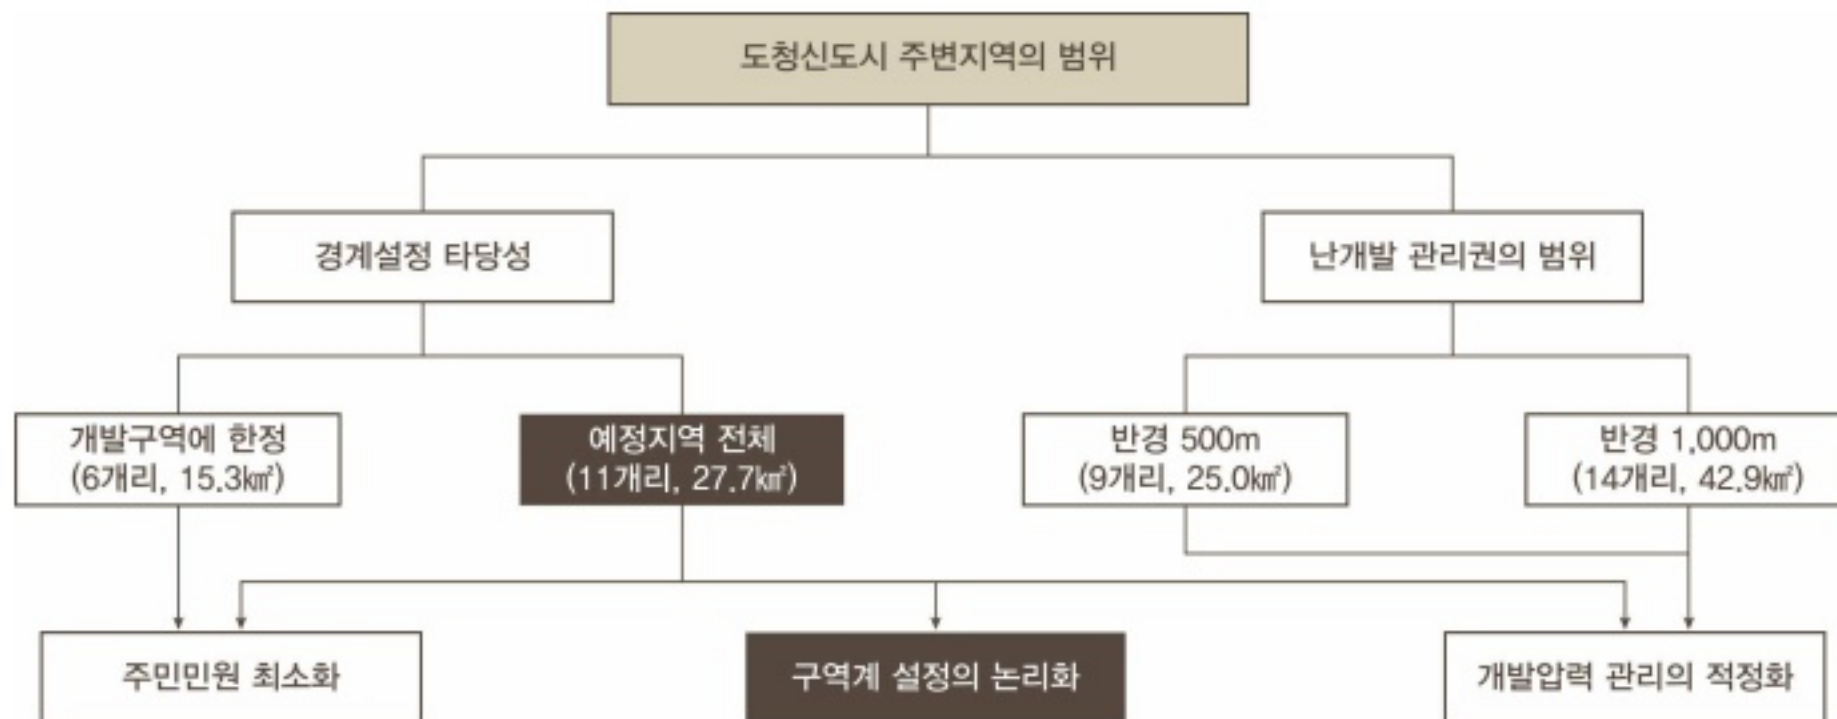 도청신도시 주변지역의 범위
경계설정 타당성
난개발 관리권의 범위
개발구역에 한정
(6개리, 15.3㎢)
예정지역 전체
(11개리, 27.7㎢)
반경 500m
(9개리, 25.0㎢)
반경 1,000m
(14개리, 42.9㎢)
주민민원 최소화
구역계 설정의 논리화
개발압력 관리의 적정화